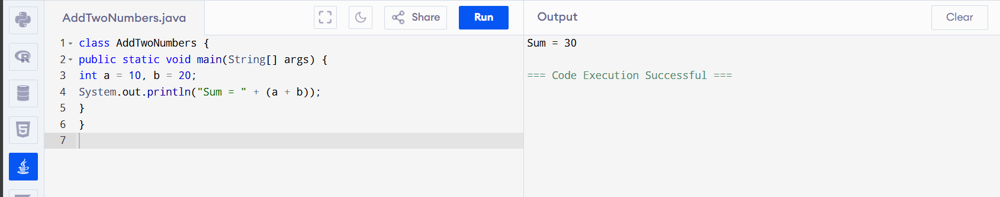 AddTwoNumbers.java
Share
Run
Output
Clear
1 class AddTwoNumbers {
2 public static void main(String[] args) {
3 int a = 10, b = 20;
4 System.out.println("Sum = " + (a + b));
5 }
6 }
7
Sum = 30
=== Code Execution Successful ===